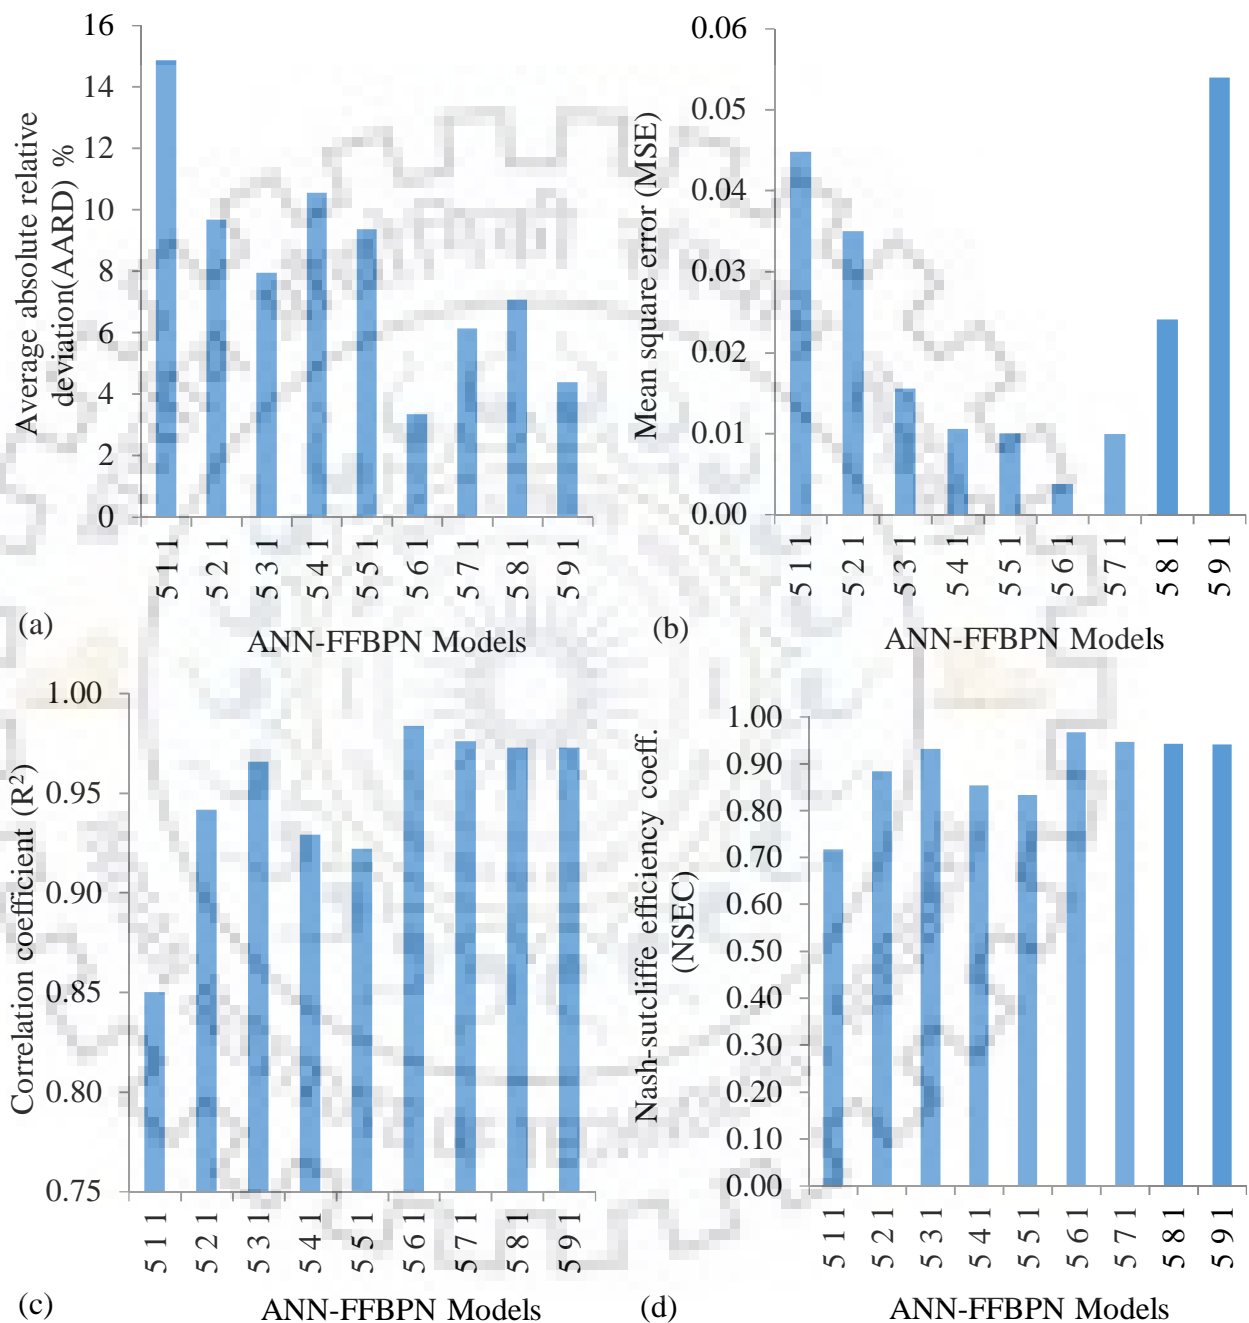 16
14
12
10
8
6
4
2
0
Average absolute relative
deviation(AARD) %
5 1 1
5 2 1
5 3 1
5 4 1
5 5 1
5 6 1
5 7 1
5 8 1
5 9 1
(a)
ANN-FFBPN Models
0.06
0.05
0.04
0.03
0.02
0.01
0.00
Mean square error (MSE)
5 1 1
5 2 1
5 3 1
5 4 1
5 5 1
5 6 1
5 7 1
5 8 1
5 9 1
(b)
ANN-FFBPN Models
1.00
0.95
0.90
0.85
0.80
0.75
Correlation coefficient (R²)
5 1 1
5 2 1
5 3 1
5 4 1
5 5 1
5 6 1
5 7 1
5 8 1
5 9 1
(c)
ANN-FFBPN Models
1.00
0.90
0.80
0.70
0.60
0.50
0.40
0.30
0.20
0.10
0.00
Nash-sutcliffe efficiency coeff.
(NSEC)
5 1 1
5 2 1
5 3 1
5 4 1
5 5 1
5 6 1
5 7 1
5 8 1
5 9 1
(d)
ANN-FFBPN Models